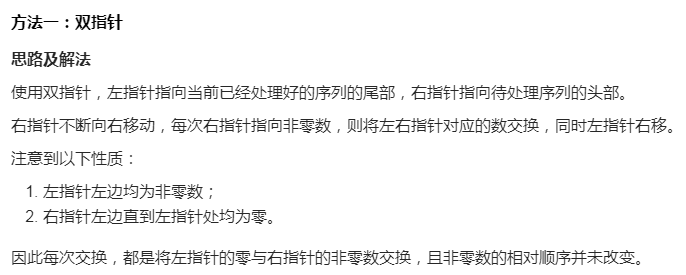 方法一：双指针
思路及解法
使用双指针，左指针指向当前已经处理好的序列的尾部，右指针指向待处理序列的头部。
右指针不断向右移动，每次右指针指向非零数，则将左右指针对应的数交换，同时左指针右移。
注意到以下性质：
1. 左指针左边均为非零数；
2. 右指针左边直到左指针处均为零。
因此每次交换，都是将左指针的零与右指针的非零数交换，且非零数的相对顺序并未改变。